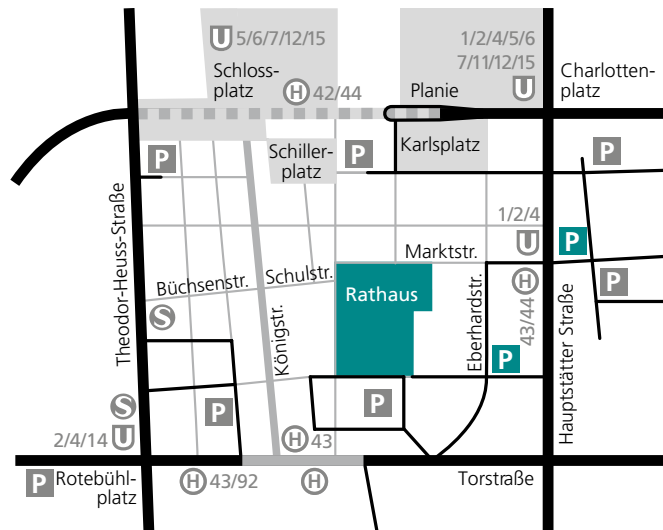 U 5/6/7/12/15
1/2/4/5/6
7/11/12/15
U
Schloss-
platz
H 42/44
Planie
Charlotten-
platz
P
Schiller-
platz
P
Karlsplatz
P
1/2/4
U
P
Theodor-Heuss-Straße
Büchsenstr.
Schulstr.
Marktstr.
H
43/44
P
S
Königstr.
Rathaus
Eberhardstr.
Hauptstätter Straße
P
S
P
P
2/4/14 U
H 43
P Rotebühl-
platz
H 43/92
H
Torstraße